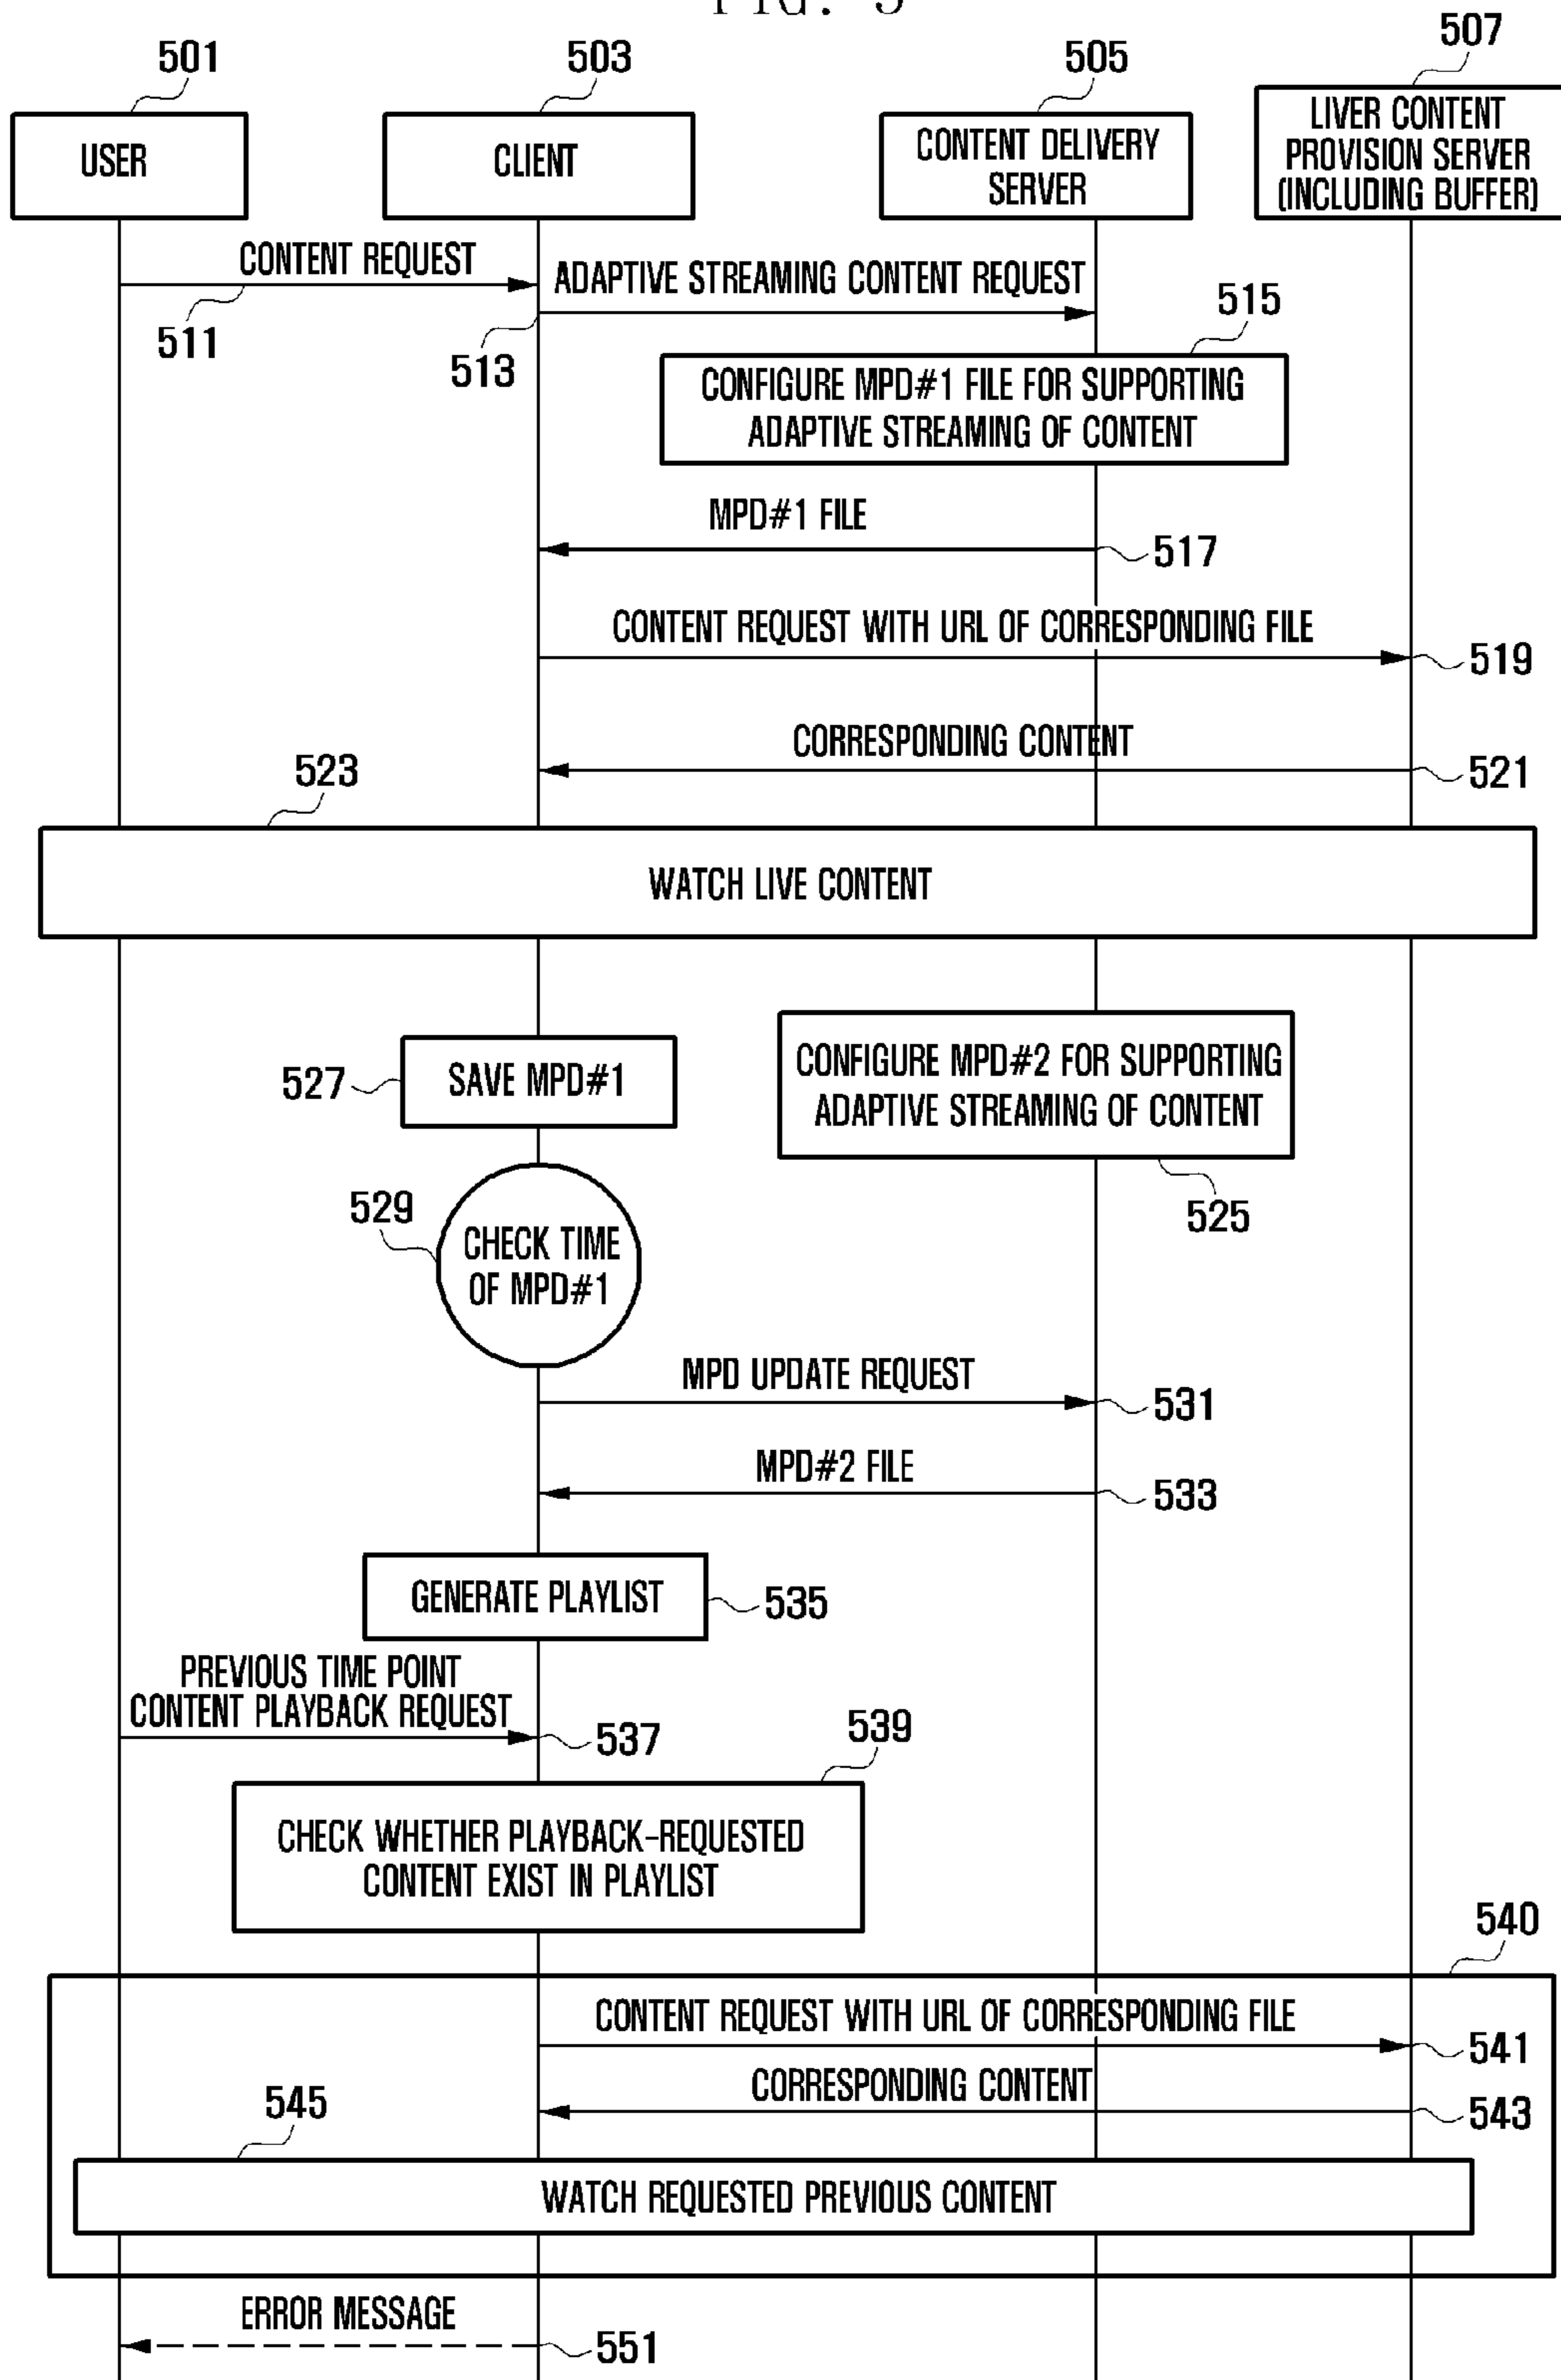 FIG. 5
501
503
505
507
USER
CLIENT
CONTENT DELIVERY
SERVER
LIVER CONTENT
PROVISION SERVER
(INCLUDING BUFFER)
CONTENT REQUEST
511
ADAPTIVE STREAMING CONTENT REQUEST
513
515
CONFIGURE MPD#1 FILE FOR SUPPORTING
ADAPTIVE STREAMING OF CONTENT
MPD#1 FILE
517
CONTENT REQUEST WITH URL OF CORRESPONDING FILE
519
CORRESPONDING CONTENT
521
523
WATCH LIVE CONTENT
527
SAVE MPD#1
CONFIGURE MPD#2 FOR SUPPORTING
ADAPTIVE STREAMING OF CONTENT
525
529
CHECK TIME
OF MPD#1
MPD UPDATE REQUEST
531
MPD#2 FILE
533
GENERATE PLAYLIST
535
PREVIOUS TIME POINT
CONTENT PLAYBACK REQUEST
537
539
CHECK WHETHER PLAYBACK-REQUESTED
CONTENT EXIST IN PLAYLIST
540
CONTENT REQUEST WITH URL OF CORRESPONDING FILE
541
CORRESPONDING CONTENT
543
545
WATCH REQUESTED PREVIOUS CONTENT
ERROR MESSAGE
551